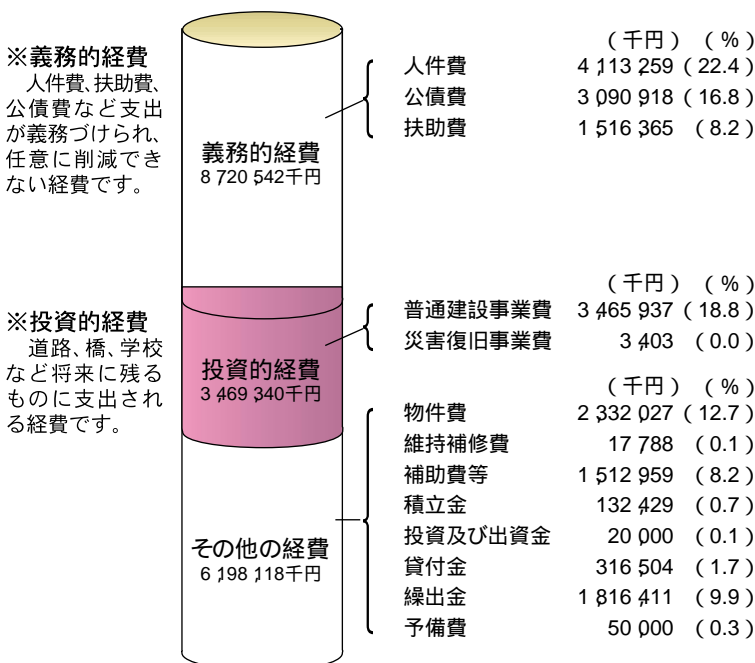 ※義務的経費
人件費、扶助費、
公債費など支出
が義務づけられ、
任意に削減でき
ない経費です。
義務的経費
8,720,542千円
(千円) (%)
人件費 4,113,259 (22.4)
公債費 3,090,918 (16.8)
扶助費 1,516,365 (8.2)
※投資的経費
道路、橋、学校
など将来に残る
ものに支出され
る経費です。
投資的経費
3,469,340千円
(千円) (%)
普通建設事業費 3,465,937 (18.8)
災害復旧事業費 3,403 (0.0)
その他の経費
6,198,118千円
(千円) (%)
物件費 2,332,027 (12.7)
維持補修費 17,788 (0.1)
補助費等 1,512,959 (8.2)
積立金 132,429 (0.7)
投資及び出資金 20,000 (0.1)
貸付金 316,504 (1.7)
繰出金 1,816,411 (9.9)
予備費 50,000 (0.3)